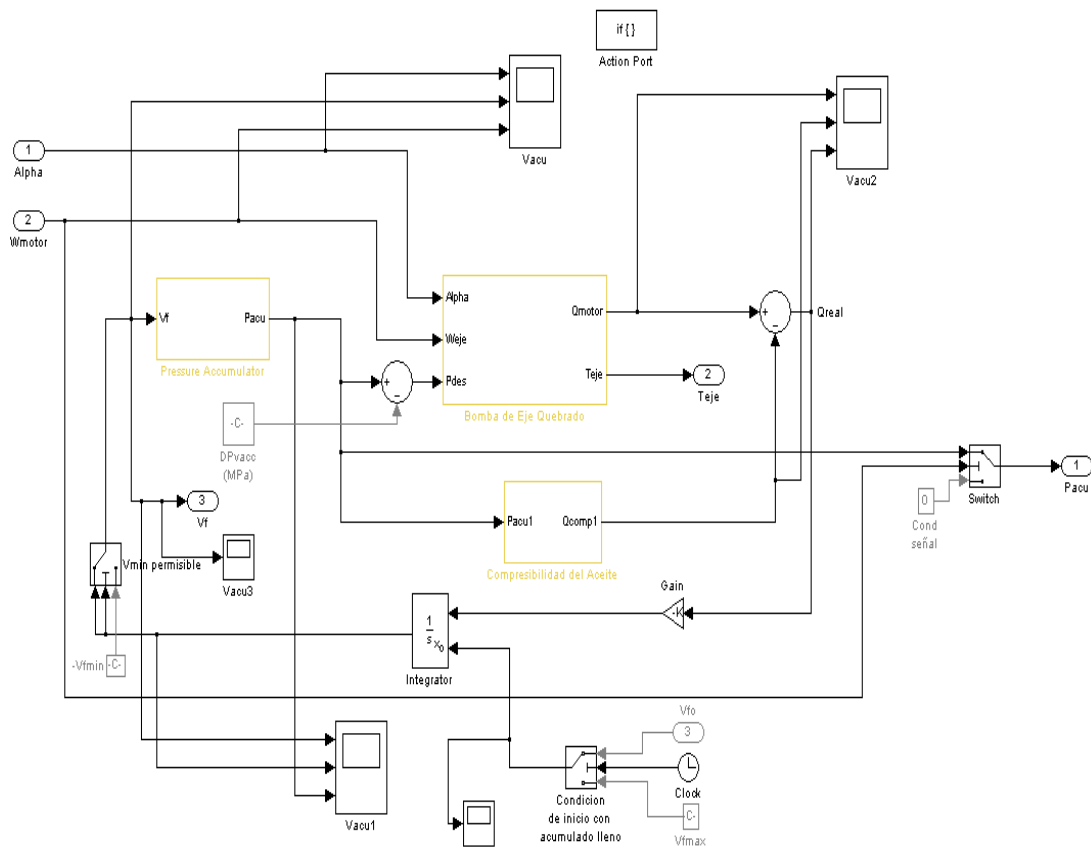 if { }
Action Port
Vacu
Vacu2
1
Alpha
2
Wmotor
Vf
Pacu
Pressure Accumulator
Alpha
Weje
Pdes
Qmotor
Teje
Bomba de Eje Quebrado
+
−
Qreal
2
Teje
+
−
-C-
DPvacc
(MPa)
3
Vf
Vmin permisible
Vacu3
Pacu1
Qcomp1
Compresibilidad del Aceite
Switch
1
Pacu
0
Cond
señal
Gain
-K
1
s
xo
Integrator
-Vfmin
-C-
Vacu1
Vfo
3
Clock
C-
Vfmax
Condicion
de inicio con
acumulado lleno